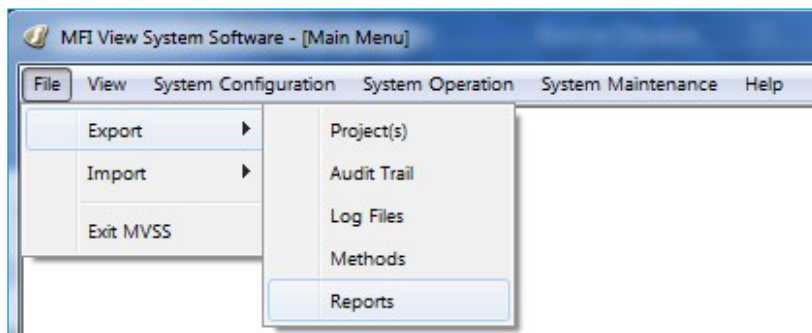 MFI View System Software - [Main Menu]
File View System Configuration System Operation System Maintenance Help
Export
Import
Exit MVSS
Project(s)
Audit Trail
Log Files
Methods
Reports